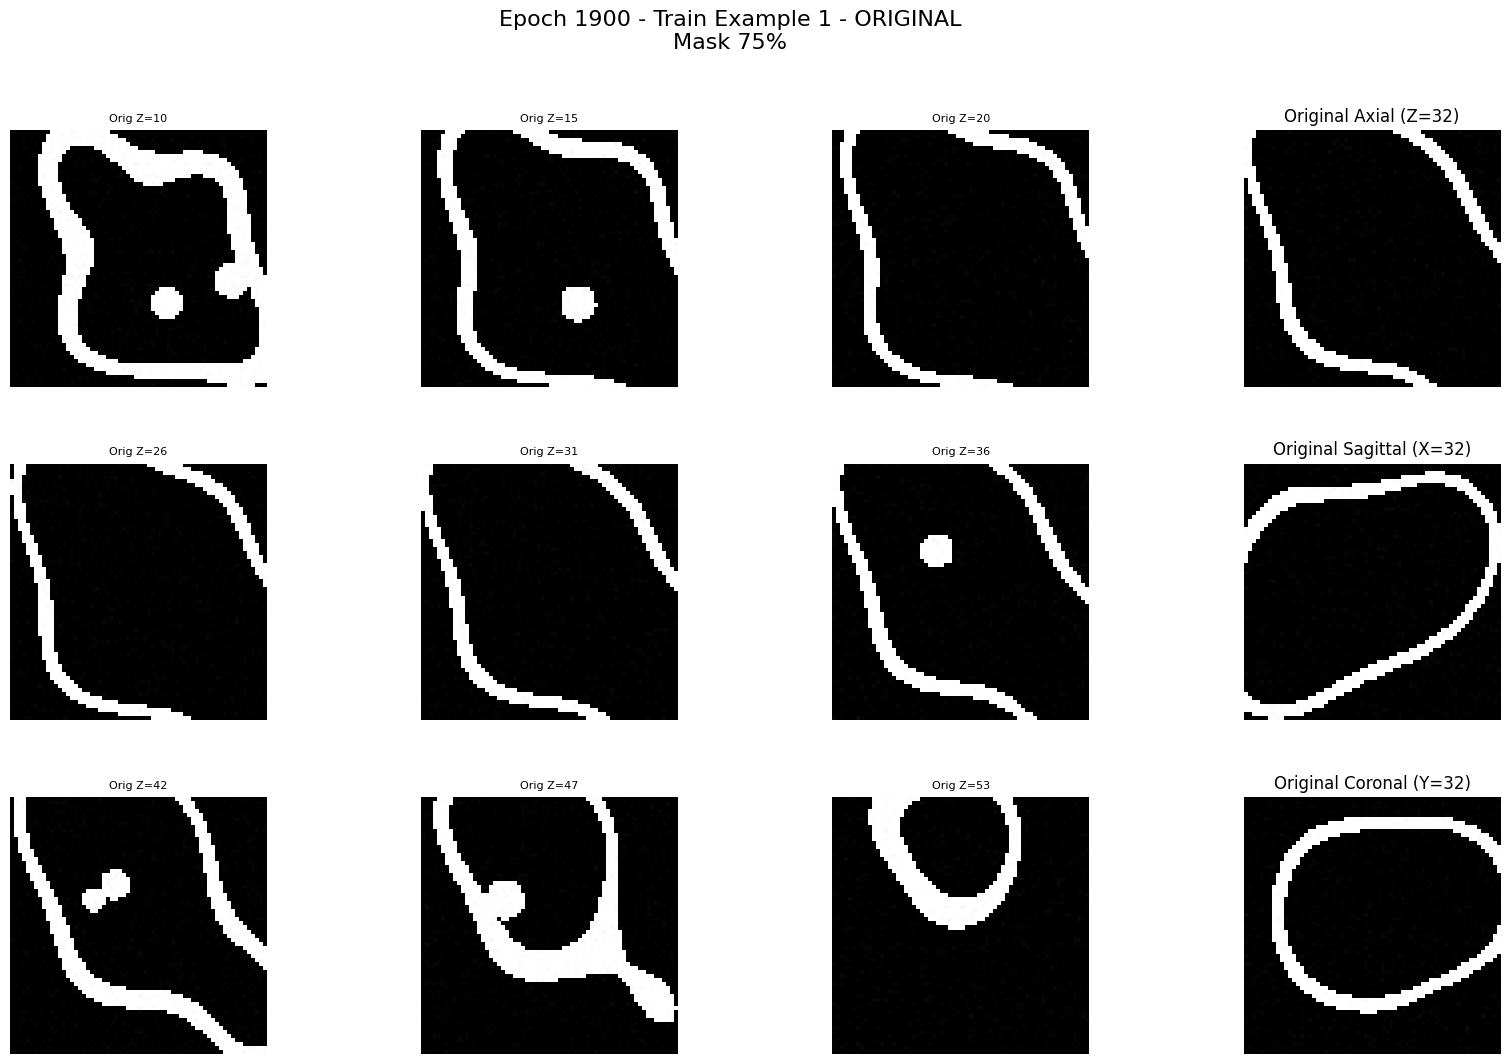 Epoch 1900 - Train Example 1 - ORIGINAL
Mask 75%
Orig Z=10
Orig Z=15
Orig Z=20
Original Axial (Z=32)
Orig Z=26
Orig Z=31
Orig Z=36
Original Sagittal (X=32)
Orig Z=42
Orig Z=47
Orig Z=53
Original Coronal (Y=32)